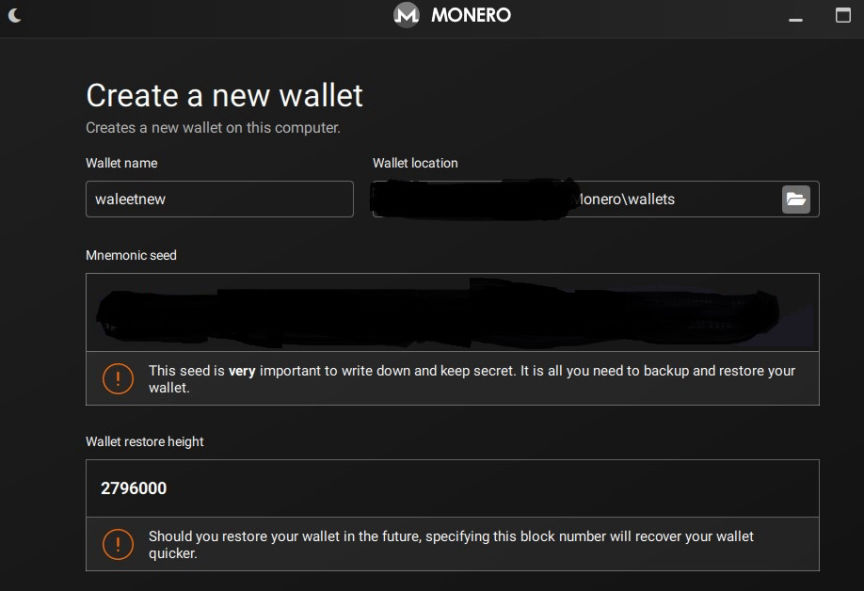 MONERO
Create a new wallet
Creates a new wallet on this computer.
Wallet name
Wallet location
waleetnew
lonero\wallets
Mnemonic seed
This seed is very important to write down and keep secret. It is all you need to backup and restore your
wallet.
Wallet restore height
2796000
Should you restore your wallet in the future, specifying this block number will recover your wallet
quicker.